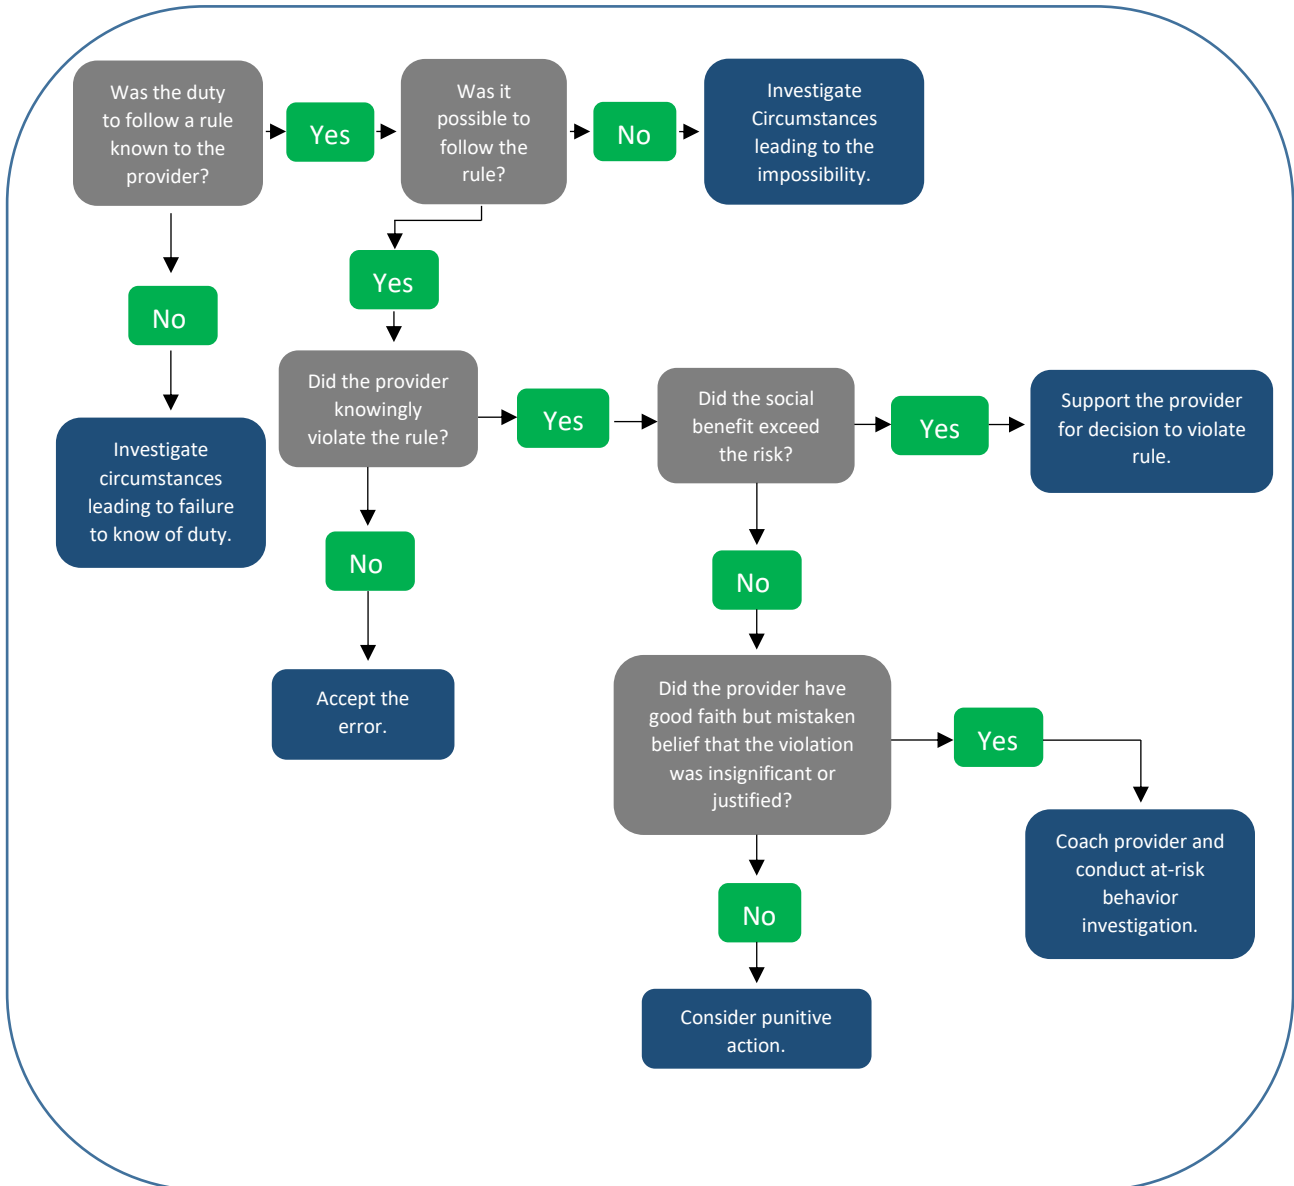 Was the duty
to follow a rule
known to the
provider?
Yes
Was it
possible to
follow the
rule?
No
Investigate
Circumstances
leading to the
impossibility.
Yes
No
Did the provider
knowingly
violate the rule?
Yes
Did the social
benefit exceed
the risk?
Yes
Support the provider
for decision to violate
rule.
Investigate
circumstances
leading to failure
to know of duty.
No
No
Accept the
error.
Did the provider have
good faith but mistaken
belief that the violation
was insignificant or
justified?
Yes
Coach provider and
conduct at-risk
behavior
investigation.
No
Consider punitive
action.